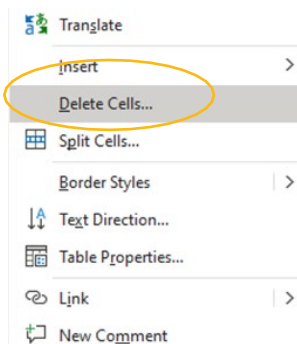 Translate
Insert
Delete Cells...
Split Cells...
Border Styles
Text Direction...
Table Properties...
Link
New Comment